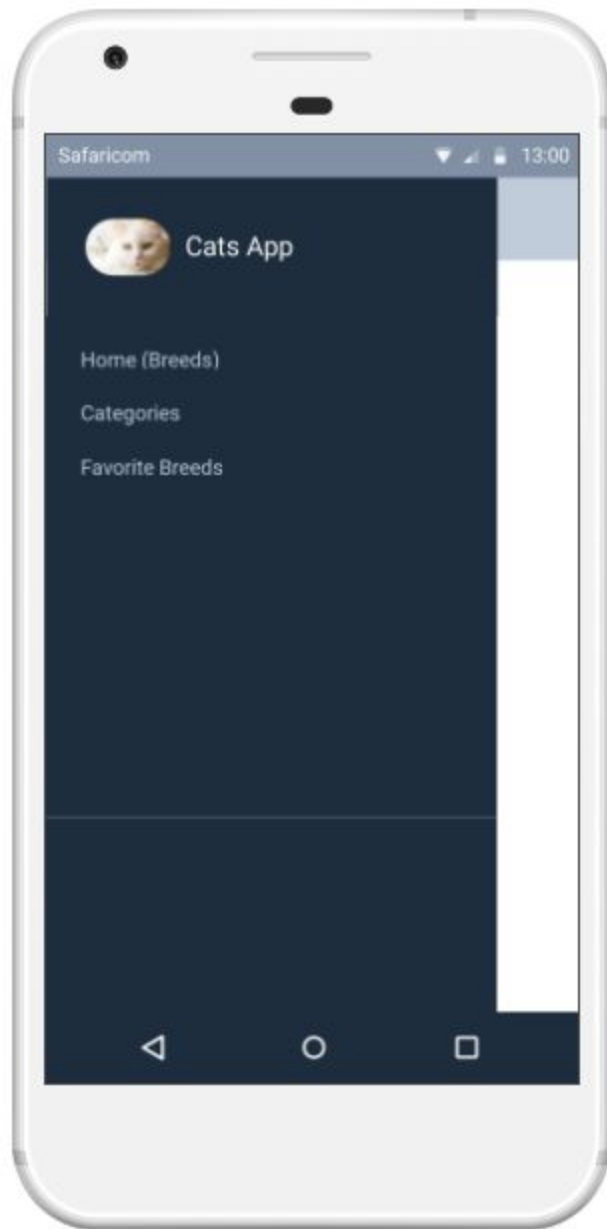 Safaricom 13:00
Cats App
Home (Breeds)
Categories
Favorite Breeds